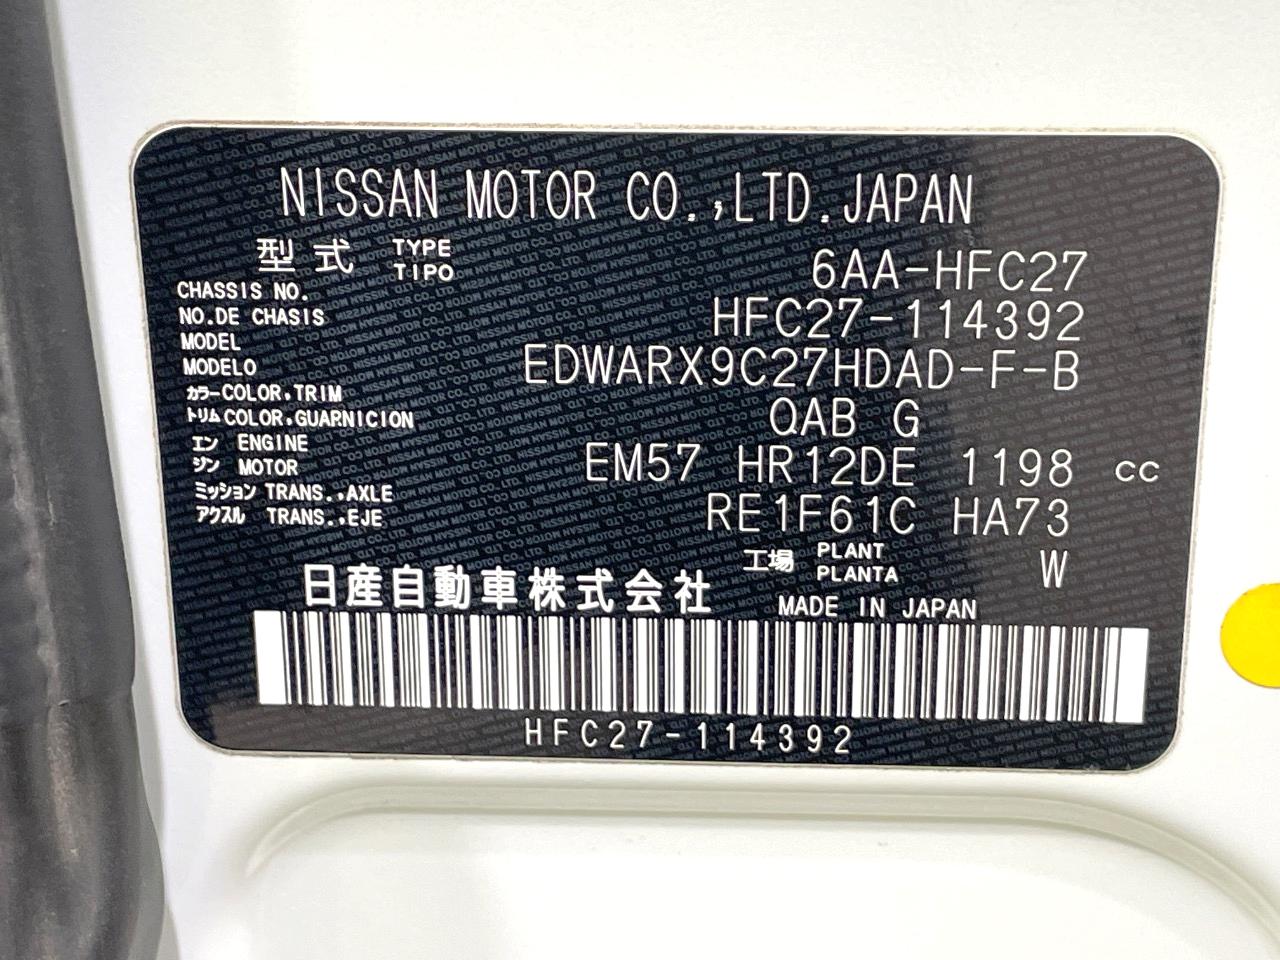 NISSAN MOTOR CO.,LTD.JAPAN
型式 TYPE TIPO 6AA-HFC27
CHASSIS NO.
NO.DE CHASIS HFC27-114392
MODEL
MODELO EDWARX9C27HDAD-F-B
カラー COLOR,TRIM
トリム COLOR,GUARNICION QAB G
エン ENGINE
ジン MOTOR EM57 HR12DE 1198 cc
ミッション TRANS.,AXLE
アクスル TRANS.,EJE RE1F61C HA73
工場 PLANT PLANTA W
日産自動車株式会社 MADE IN JAPAN
HFC27-114392